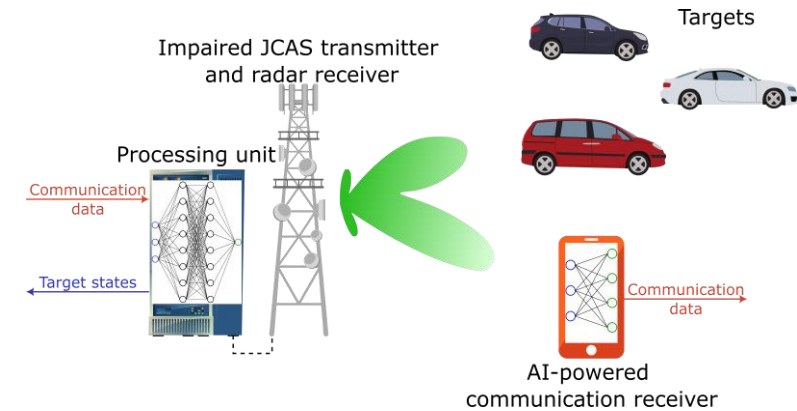 Targets
Impaired JCAS transmitter
and radar receiver
Processing unit
Communication
data
Target states
Communication
data
AI-powered
communication receiver